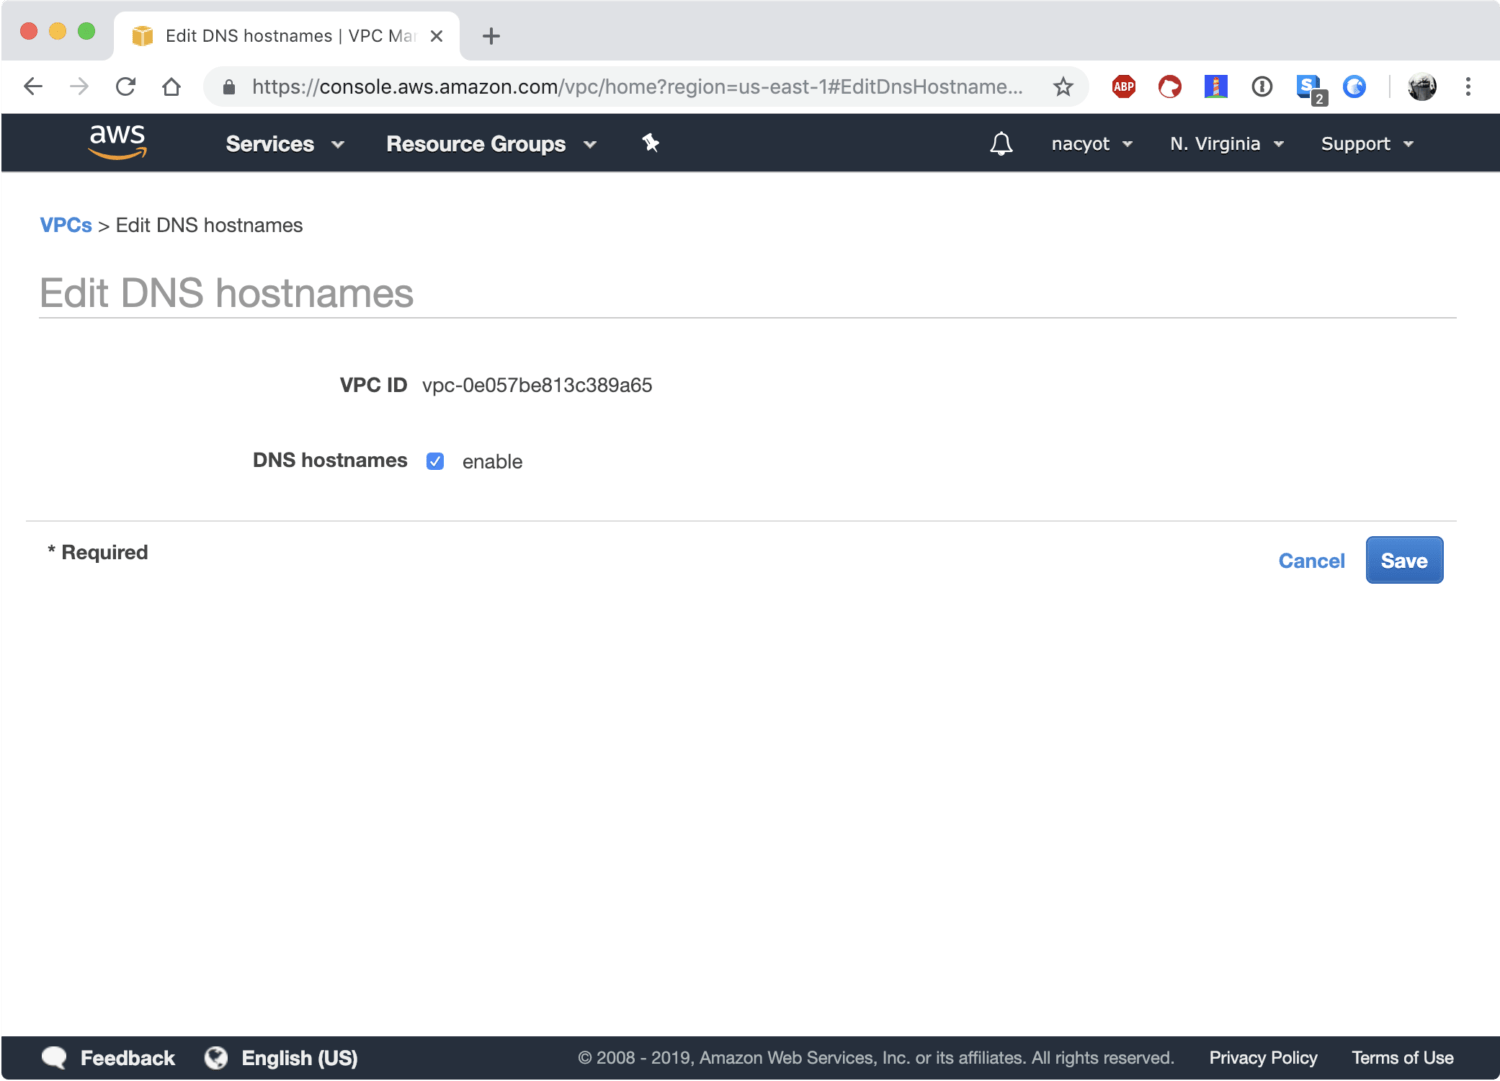 Edit DNS hostnames | VPC Ma
https://console.aws.amazon.com/vpc/home?region=us-east-1#EditDnsHostname...
ABP
S
2
aws
Services
Resource Groups
nacyot
N. Virginia
Support
VPCs > Edit DNS hostnames
Edit DNS hostnames
VPC ID vpc-0e057be813c389a65
DNS hostnames enable
* Required
Cancel
Save
Feedback
English (US)
© 2008 - 2019, Amazon Web Services, Inc. or its affiliates. All rights reserved.
Privacy Policy
Terms of Use